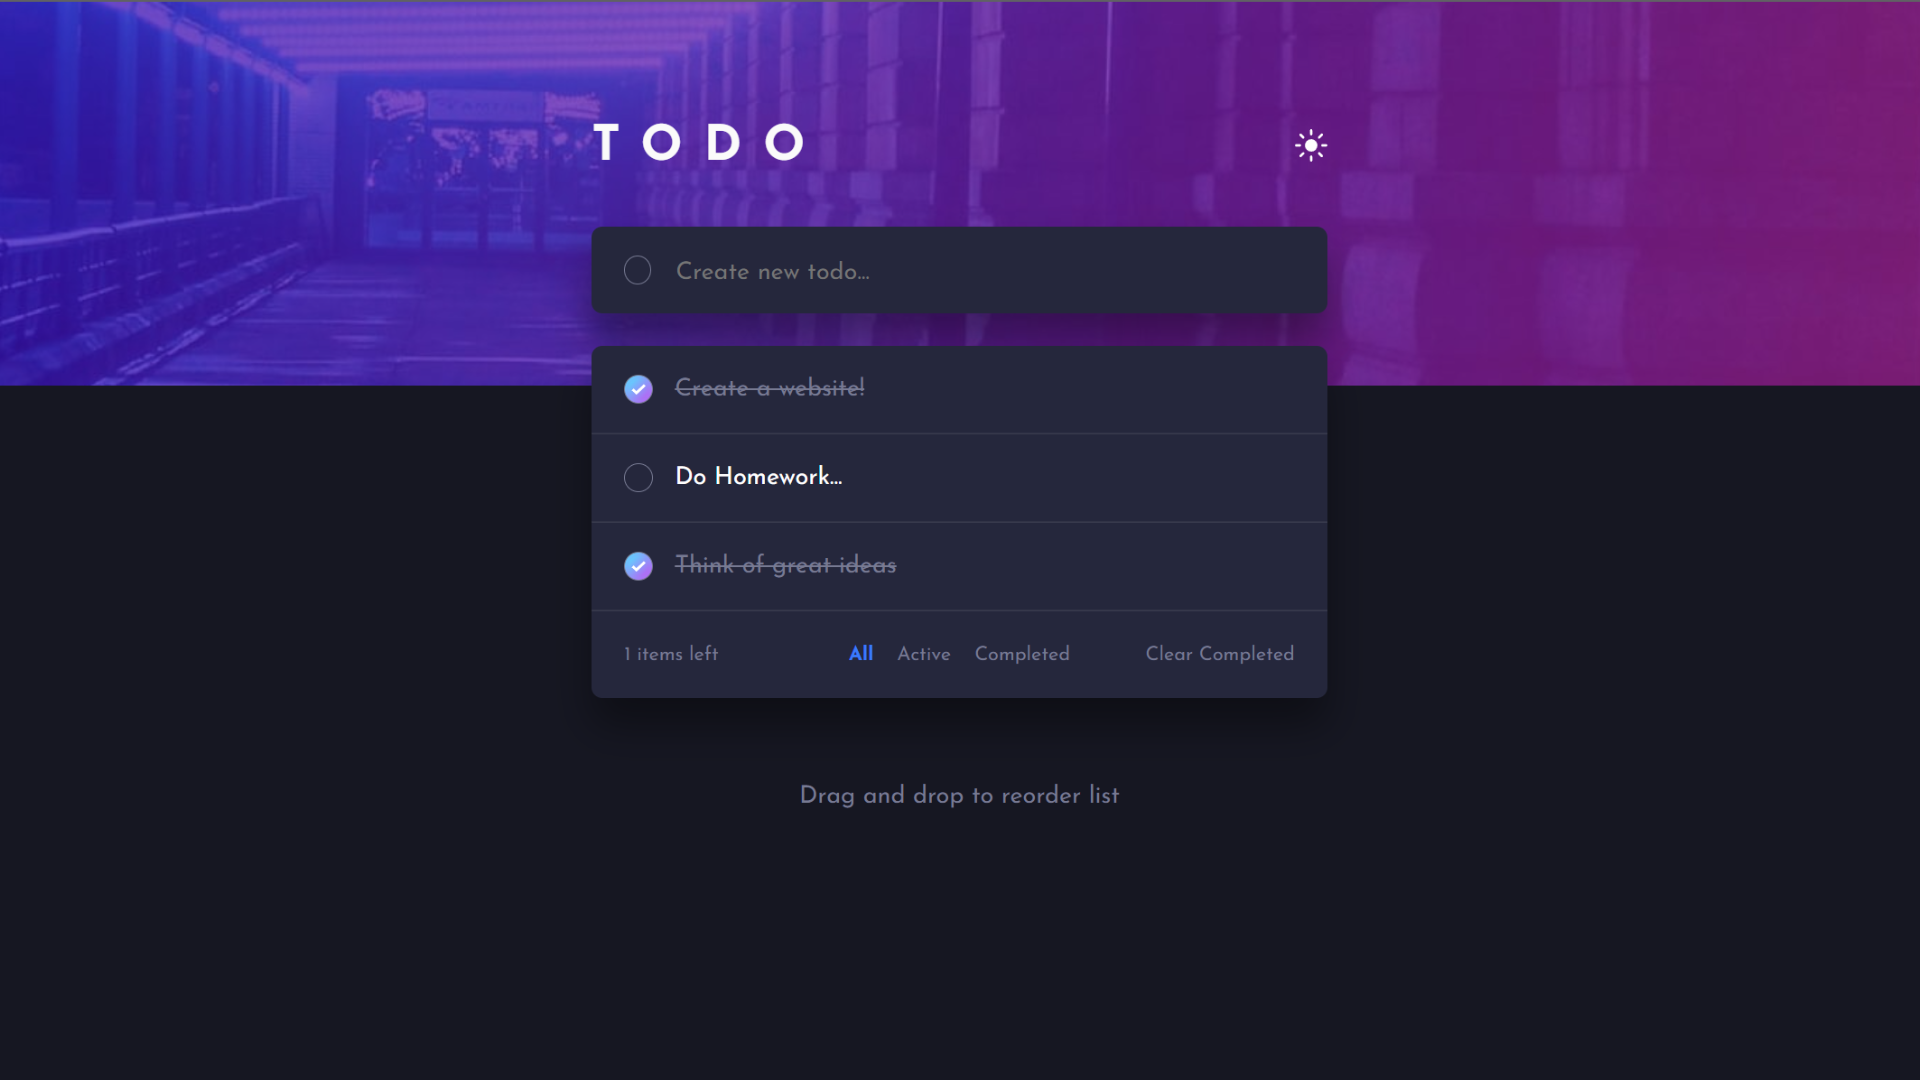 TODO
Create new todo...
Create a website!
Do Homework...
Think of great ideas
1 items left
All Active Completed
Clear Completed
Drag and drop to reorder list